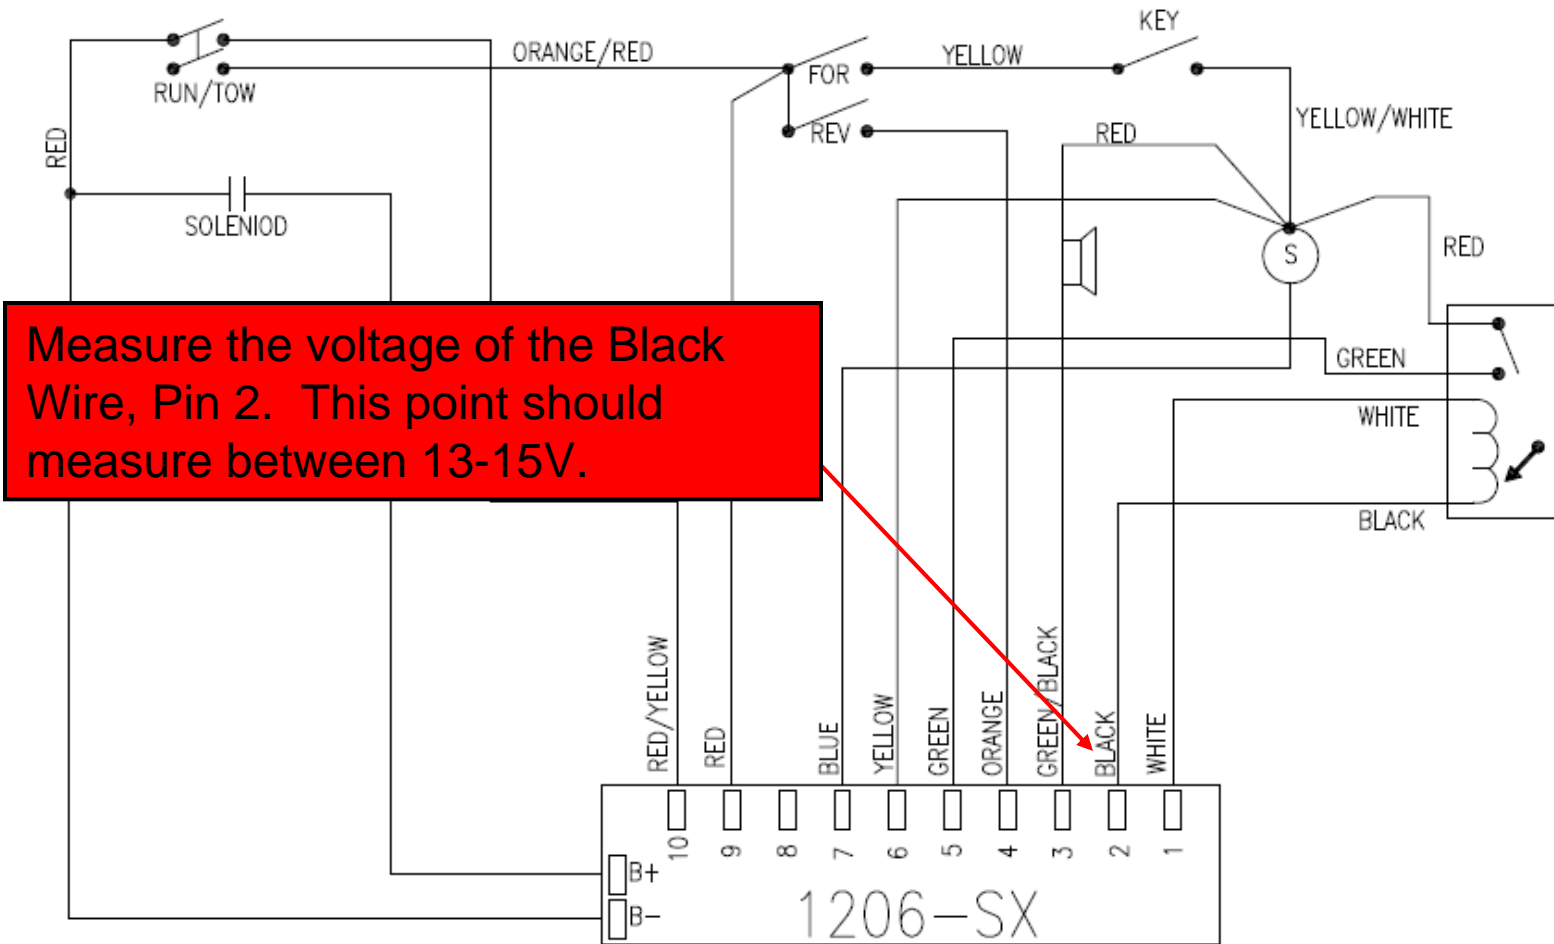 KEY
ORANGE/RED
FOR
YELLOW
RUN/TOW
REV
RED
YELLOW/WHITE
RED
SOLENIOD
S
RED
Measure the voltage of the Black
Wire, Pin 2.  This point should
measure between 13-15V.
GREEN
WHITE
BLACK
RED/YELLOW
RED
BLUE
YELLOW
GREEN
ORANGE
GREEN/BLACK
BLACK
WHITE
10
9
8
7
6
5
4
3
2
1
B+
B-
1206-SX